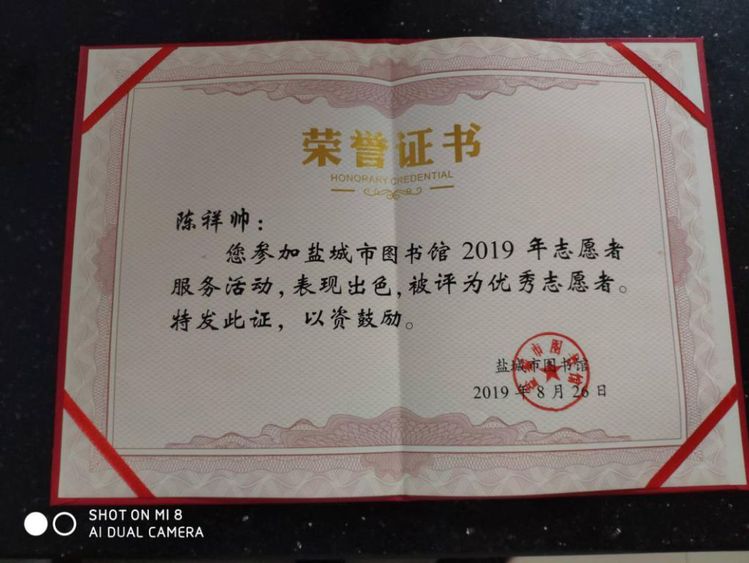 荣誉证书
HONORARY CREDENTIAL
陈祥帅：
您参加盐城市图书馆 2019 年志愿者
服务活动，表现出色，被评为优秀志愿者。
特发此证，以资鼓励。
盐城市图书馆
2019 年 8 月 26 日
SHOT ON MI 8
AI DUAL CAMERA